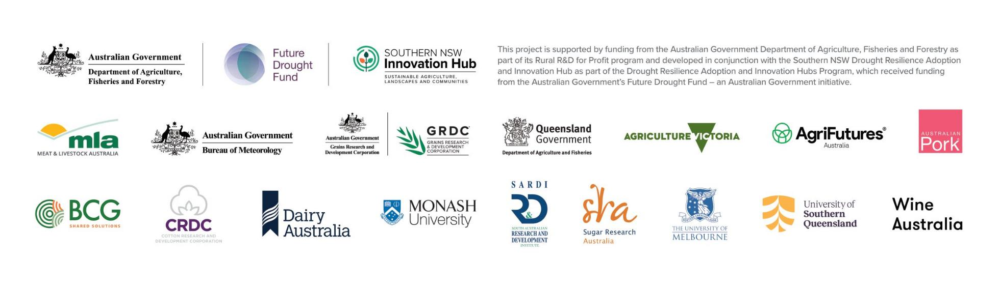 Australian Government
Department of Agriculture,
Fisheries and Forestry
Future
Drought
Fund
SOUTHERN NSW
Innovation Hub
SUSTAINABLE AGRICULTURE,
LANDSCAPES AND COMMUNITIES
This project is supported by funding from the Australian Government Department of Agriculture, Fisheries and Forestry as
part of its Rural R&D for Profit program and developed in conjunction with the Southern NSW Drought Resilience Adoption
and Innovation Hub as part of the Drought Resilience Adoption and Innovation Hubs Program, which received funding
from the Australian Government's Future Drought Fund – an Australian Government initiative.
mla
MEAT & LIVESTOCK AUSTRALIA
Australian Government
Bureau of Meteorology
Australian Government
Grains Research and
Development Corporation
GRDC
GRAINS RESEARCH
& DEVELOPMENT
CORPORATION
Queensland
Government
Department of Agriculture and Fisheries
AGRICULTURE VICTORIA
AgriFutures®
Australia
AUSTRALIAN
Pork
BCG
SHARED SOLUTIONS
CRDC
COTTON RESEARCH AND
DEVELOPMENT CORPORATION
Dairy
Australia
MONASH
University
SARDI
RD
&
SOUTH AUSTRALIAN
RESEARCH AND
DEVELOPMENT
INSTITUTE
sra
Sugar Research
Australia
POSTERA CRESCAM LAUDE
THE UNIVERSITY OF
MELBOURNE
University of
Southern
Queensland
Wine
Australia